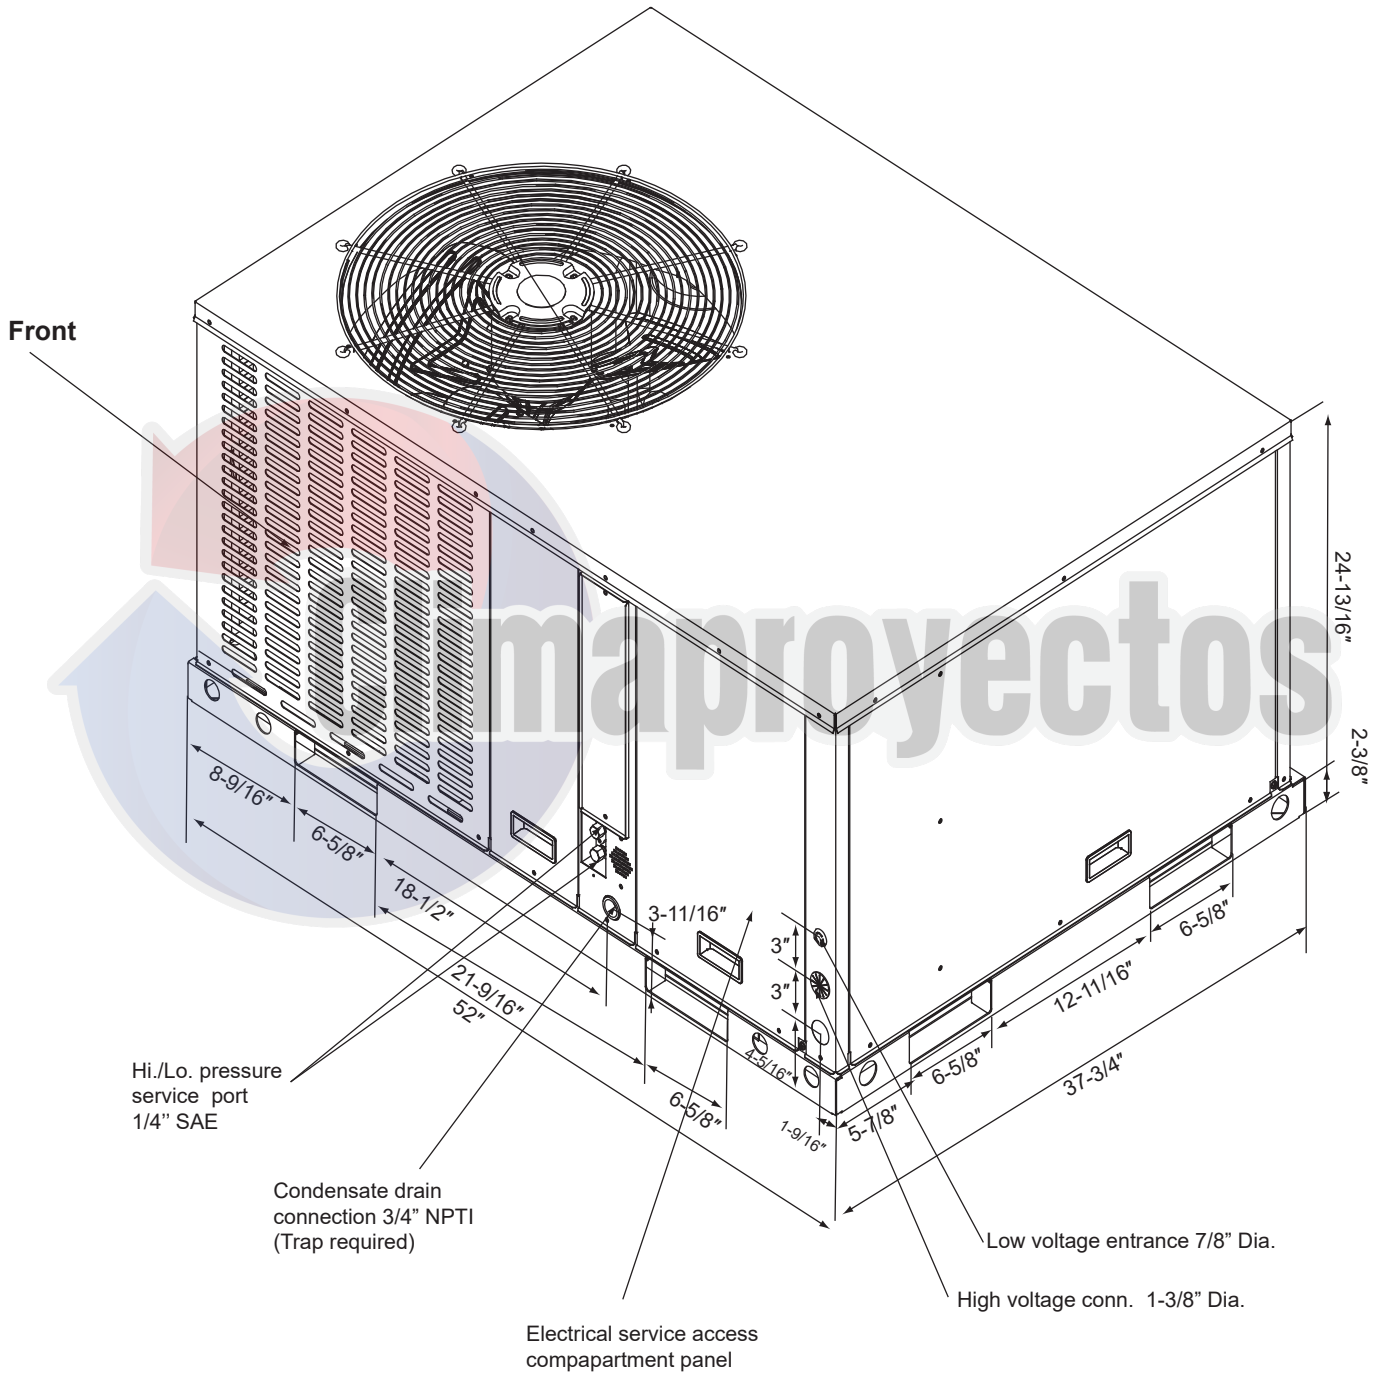 Front
24-13/16"
Climaproyectos
2-3/8"
8-9/16"
6-5/8"
18-1/2"
3-11/16"
3"
6-5/8"
21-9/16"
3"
12-11/16"
52"
4-5/16"
6-5/8"
37-3/4"
Hi./Lo. pressure
service port
1/4’’ SAE
6-5/8"
1-9/16"
5-7/8"
Condensate drain
connection 3/4” NPTI
(Trap required)
Low voltage entrance 7/8” Dia.
High voltage conn. 1-3/8” Dia.
Electrical service access
compapartment panel